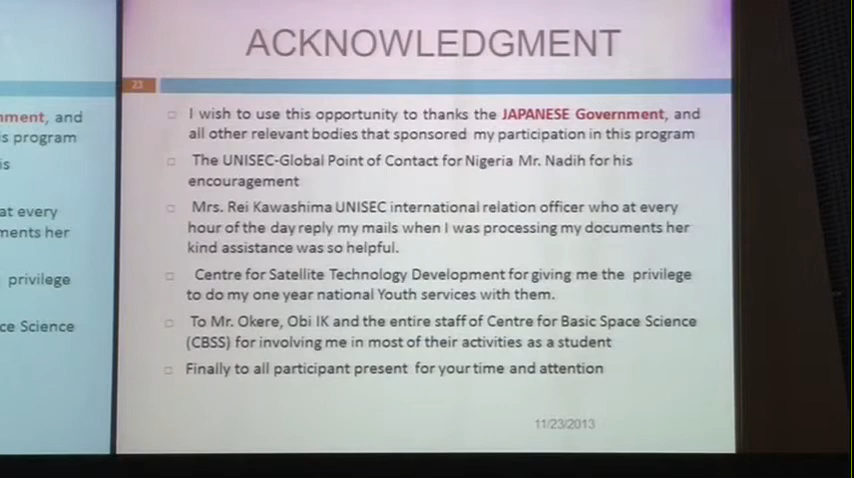 ACKNOWLEDGMENT
23
nment, and
is program
is
at every
ments her
privilege
ce Science
I wish to use this opportunity to thanks the JAPANESE Government, and
all other relevant bodies that sponsored my participation in this program
The UNISEC-Global Point of Contact for Nigeria Mr. Nadih for his
encouragement
Mrs. Rei Kawashima UNISEC international relation officer who at every
hour of the day reply my mails when I was processing my documents her
kind assistance was so helpful.
Centre for Satellite Technology Development for giving me the privilege
to do my one year national Youth services with them.
To Mr. Okere, Obi IK and the entire staff of Centre for Basic Space Science
(CBSS) for involving me in most of their activities as a student
Finally to all participant present for your time and attention
11/23/2013